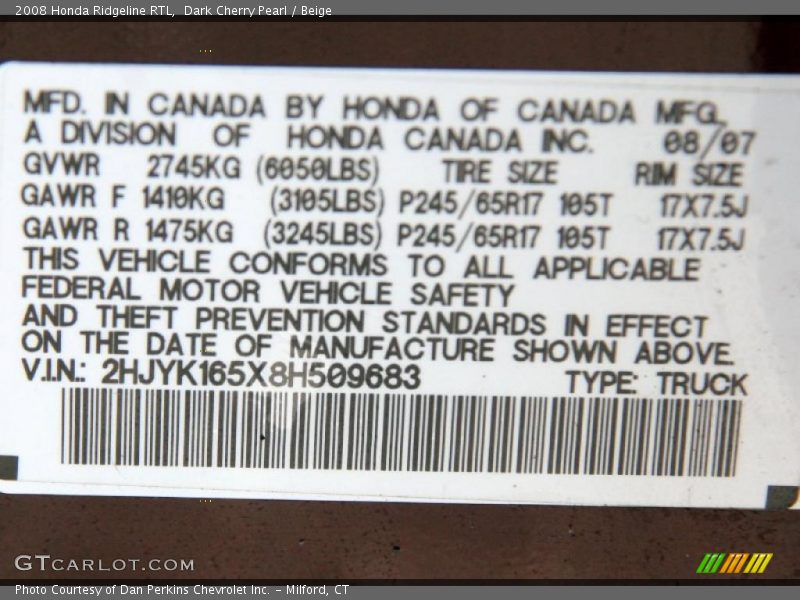 2008 Honda Ridgeline RTL, Dark Cherry Pearl / Beige
MFD. IN CANADA BY HONDA OF CANADA MFG.,
A DIVISION OF HONDA CANADA INC. 08/07
GVWR 2745KG (6050LBS) TIRE SIZE RIM SIZE
GAWR F 1410KG (3105LBS) P245/65R17 105T 17X7.5J
GAWR R 1475KG (3245LBS) P245/65R17 105T 17X7.5J
THIS VEHICLE CONFORMS TO ALL APPLICABLE
FEDERAL MOTOR VEHICLE SAFETY
AND THEFT PREVENTION STANDARDS IN EFFECT
ON THE DATE OF MANUFACTURE SHOWN ABOVE.
V.I.N.: 2HJYK165X8H509683 TYPE: TRUCK
GTCARLOT.COM
Photo Courtesy of Dan Perkins Chevrolet Inc. - Milford, CT